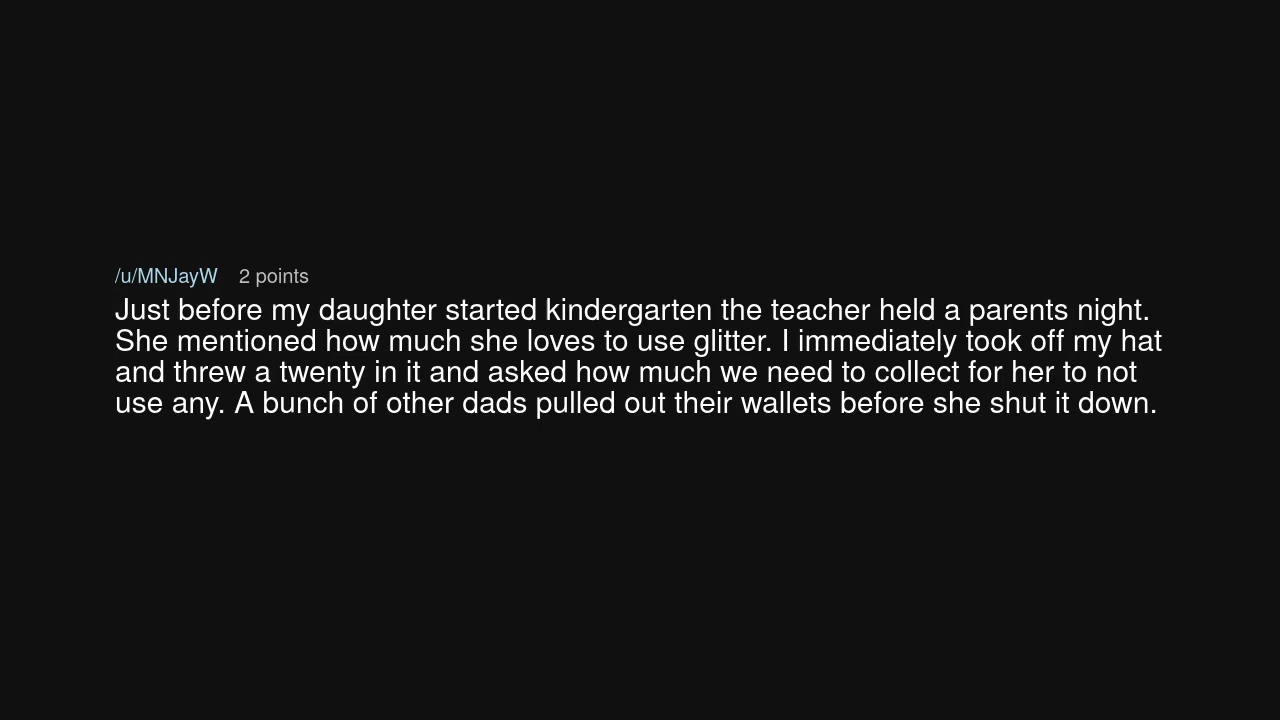 /u/MNJayW 2 points
Just before my daughter started kindergarten the teacher held a parents night.
She mentioned how much she loves to use glitter. I immediately took off my hat
and threw a twenty in it and asked how much we need to collect for her to not
use any. A bunch of other dads pulled out their wallets before she shut it down.